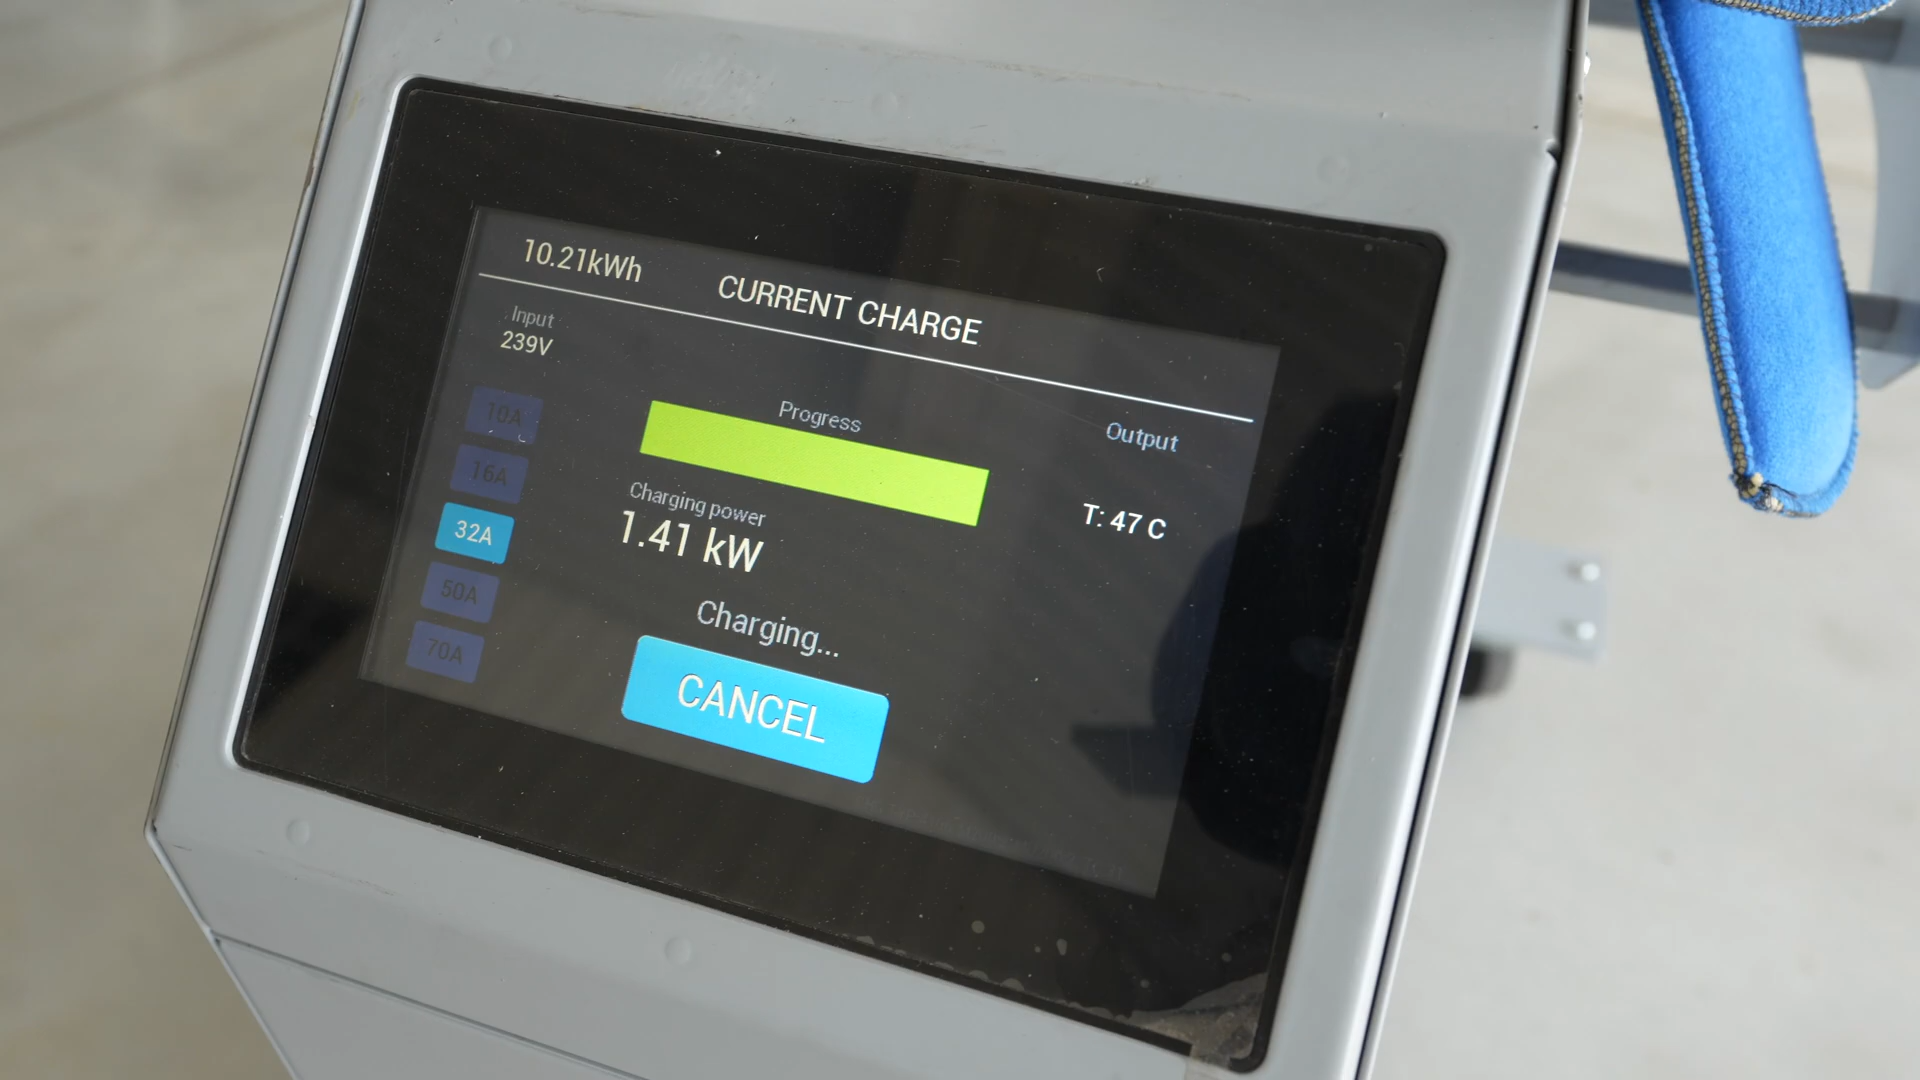 10.21kWh
CURRENT CHARGE
Input
239V
10A
16A
32A
50A
70A
Progress
Charging power
1.41 kW
Charging...
CANCEL
Output
T: 47 C